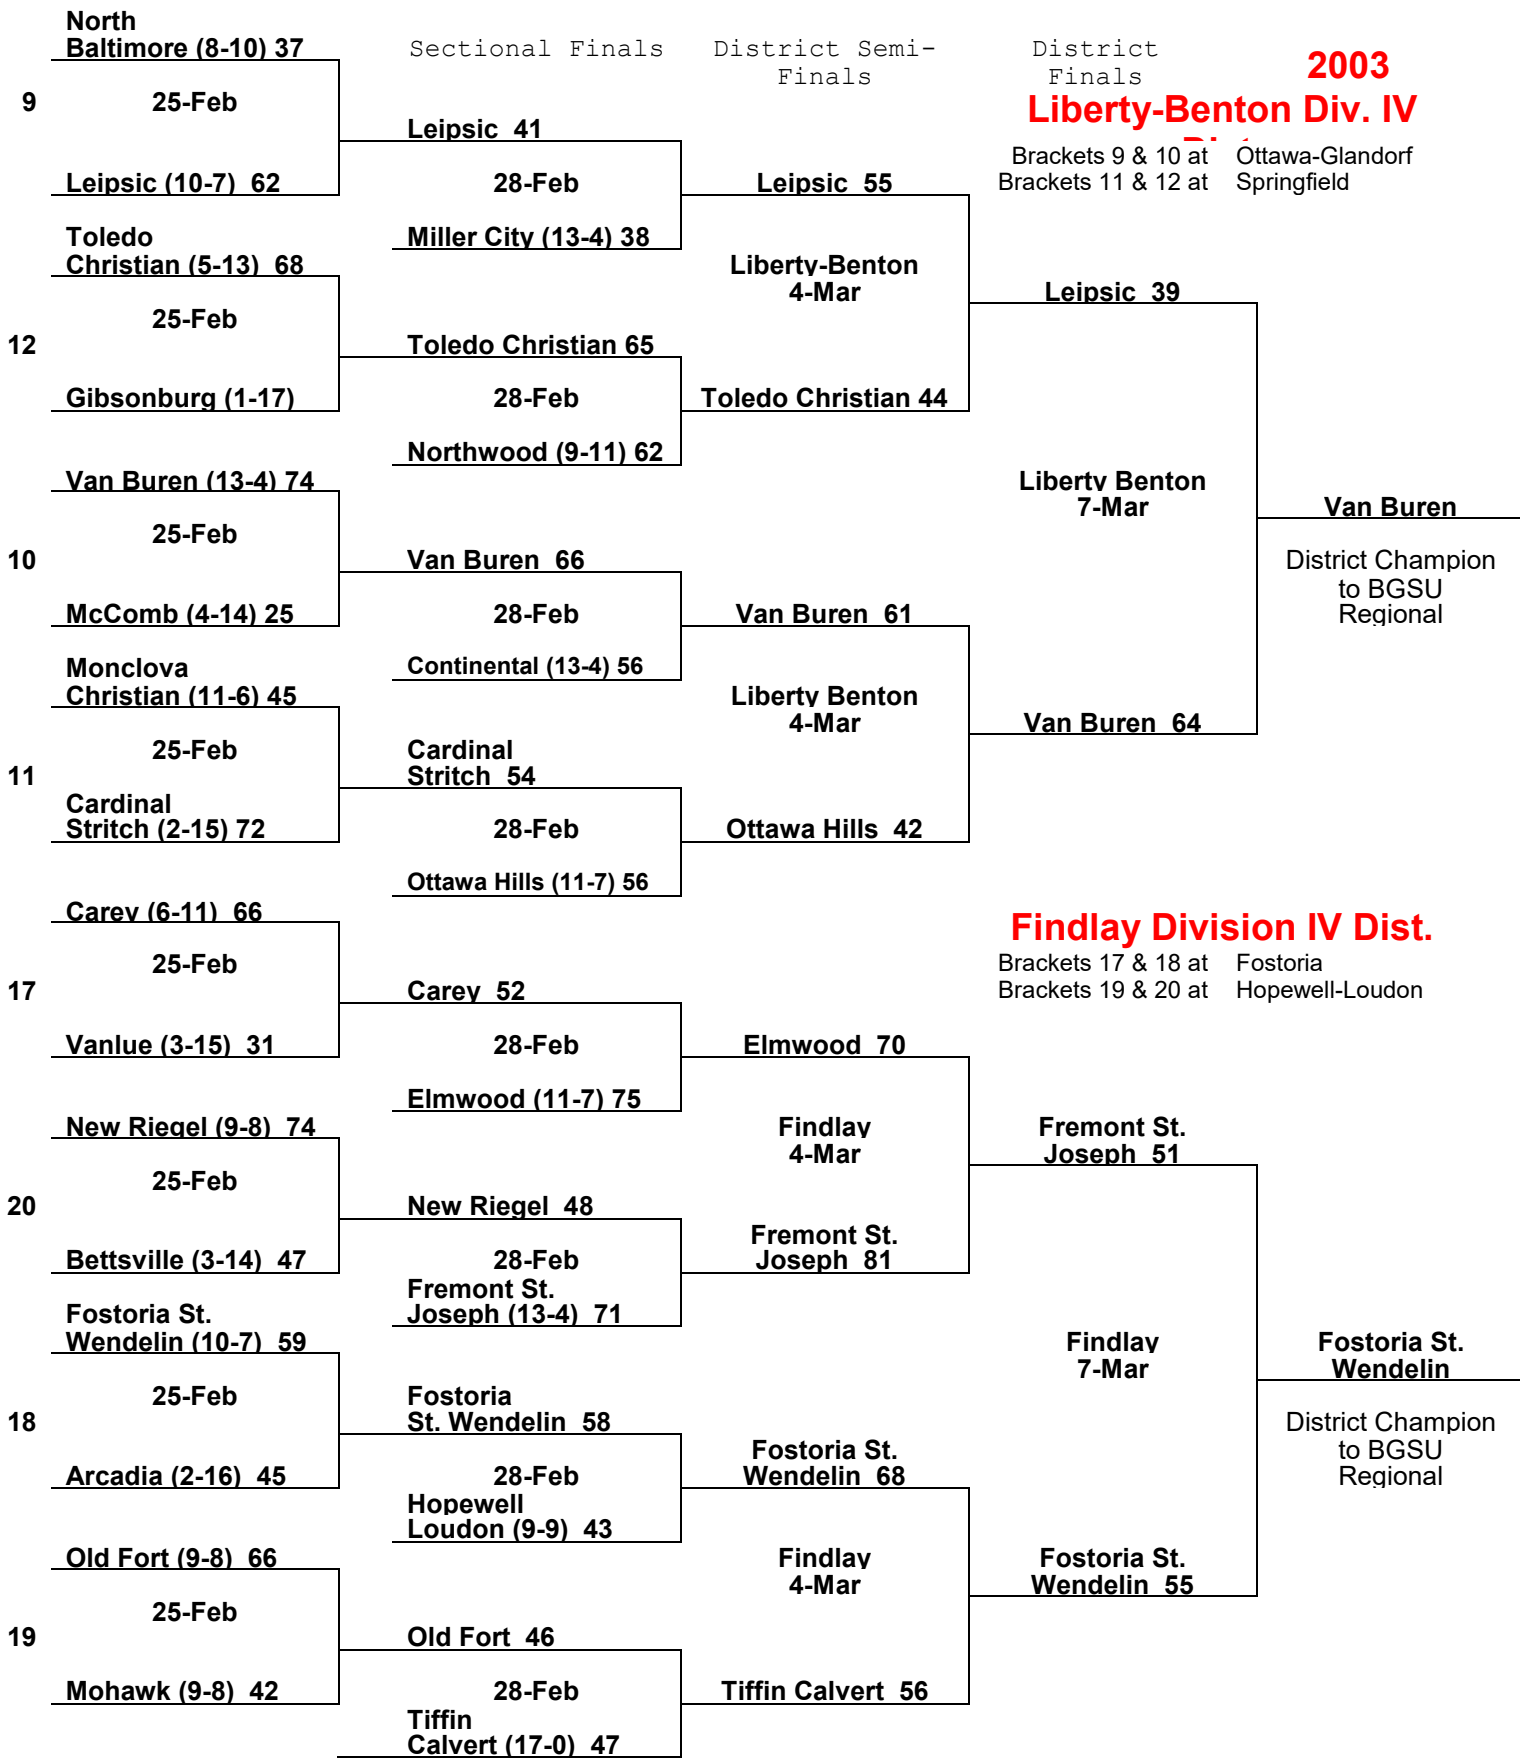 North
Baltimore (8-10) 37
Sectional Finals
District Semi-
Finals
District
Finals
2003
Liberty-Benton Div. IV
9
25-Feb
Leipsic 41
Brackets 9 & 10 at Ottawa-Glandorf
Brackets 11 & 12 at Springfield
Leipsic (10-7) 62
28-Feb
Leipsic 55
Toledo
Christian (5-13) 68
Miller City (13-4) 38
Liberty-Benton
4-Mar
Leipsic 39
25-Feb
12
Toledo Christian 65
Gibsonburg (1-17)
28-Feb
Toledo Christian 44
Northwood (9-11) 62
Van Buren (13-4) 74
Liberty Benton
7-Mar
Van Buren
25-Feb
10
Van Buren 66
District Champion
to BGSU
Regional
McComb (4-14) 25
28-Feb
Van Buren 61
Monclova
Christian (11-6) 45
Continental (13-4) 56
Liberty Benton
4-Mar
Van Buren 64
25-Feb
11
Cardinal
Stritch 54
Cardinal
Stritch (2-15) 72
28-Feb
Ottawa Hills 42
Ottawa Hills (11-7) 56
Carey (6-11) 66
Findlay Division IV Dist.
25-Feb
Brackets 17 & 18 at Fostoria
Brackets 19 & 20 at Hopewell-Loudon
17
Carey 52
Vanlue (3-15) 31
28-Feb
Elmwood 70
Elmwood (11-7) 75
New Riegel (9-8) 74
Findlay
4-Mar
Fremont St.
Joseph 51
25-Feb
20
New Riegel 48
Bettsville (3-14) 47
28-Feb
Fremont St.
Joseph 81
Fostoria St.
Wendelin (10-7) 59
Fremont St.
Joseph (13-4) 71
Findlay
7-Mar
Fostoria St.
Wendelin
25-Feb
18
Fostoria
St. Wendelin 58
District Champion
to BGSU
Regional
Arcadia (2-16) 45
28-Feb
Fostoria St.
Wendelin 68
Hopewell
Loudon (9-9) 43
Old Fort (9-8) 66
Findlay
4-Mar
Fostoria St.
Wendelin 55
25-Feb
19
Old Fort 46
Mohawk (9-8) 42
28-Feb
Tiffin Calvert 56
Tiffin
Calvert (17-0) 47